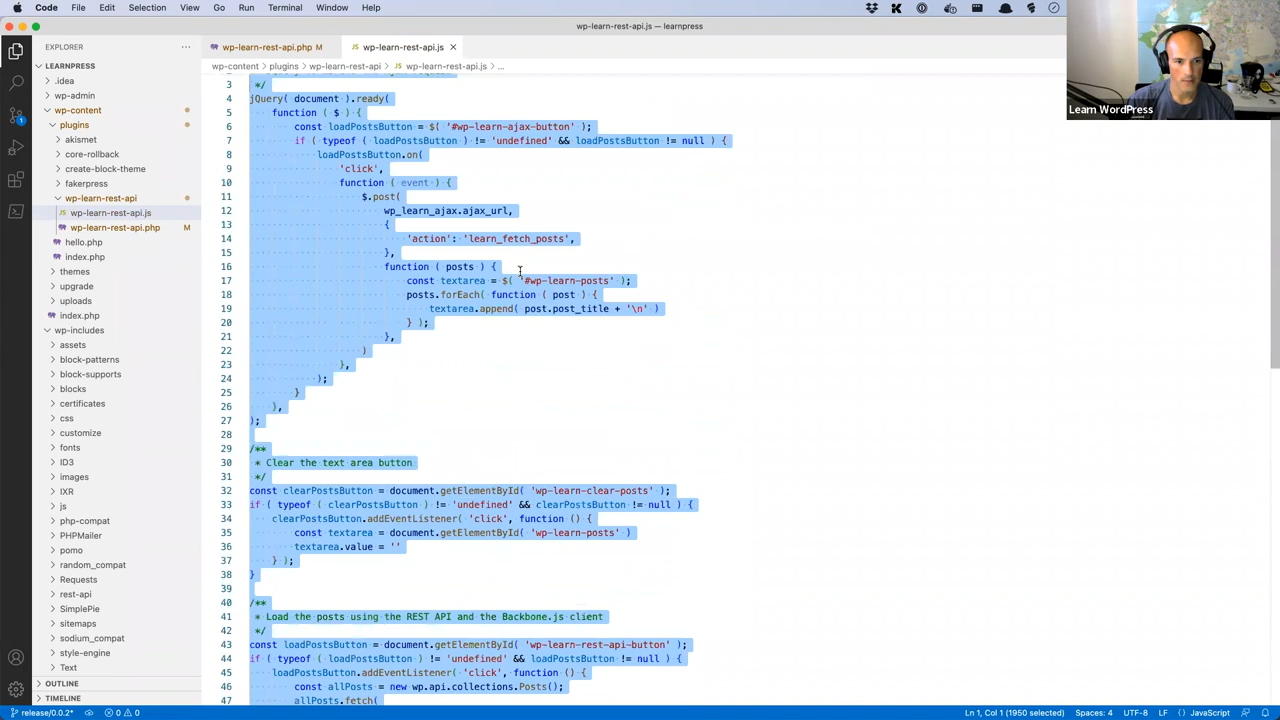 Code File Edit Selection View Go Run Terminal Window Help
wp-learn-rest-api.js — learnpress
Learn WordPress
EXPLORER
LEARNPRESS
.idea
wp-admin
wp-content
plugins
akismet
core-rollback
create-block-theme
fakerpress
wp-learn-rest-api
wp-learn-rest-api.js
wp-learn-rest-api.php M
hello.php
index.php
themes
upgrade
uploads
index.php
wp-includes
assets
block-patterns
block-supports
blocks
certificates
css
customize
fonts
ID3
images
IXR
js
php-compat
PHPMailer
pomo
random_compat
Requests
rest-api
SimplePie
sitemaps
sodium_compat
style-engine
Text
OUTLINE
TIMELINE
wp-learn-rest-api.php M
wp-learn-rest-api.js
wp-content > plugins > wp-learn-rest-api > wp-learn-rest-api.js > ...
3 */
4 jQuery( document ).ready(
5 function ( $ ) {
6 const loadPostsButton = $( '#wp-learn-ajax-button' );
7 if ( typeof ( loadPostsButton ) != 'undefined' && loadPostsButton != null ) {
8 loadPostsButton.on(
9 'click',
10 function ( event ) {
11 $.post(
12 wp_learn_ajax.ajax_url,
13 {
14 'action': 'learn_fetch_posts',
15 },
16 function ( posts ) {
17 const textarea = $( '#wp-learn-posts' );
18 posts.forEach( function ( post ) {
19 textarea.append( post.post_title + '\n' )
20 } );
21 },
22 )
23 },
24 );
25 }
26 },
27 );
28
29 /**
30 * Clear the text area button
31 */
32 const clearPostsButton = document.getElementById( 'wp-learn-clear-posts' );
33 if ( typeof ( clearPostsButton ) != 'undefined' && clearPostsButton != null ) {
34 clearPostsButton.addEventListener( 'click', function () {
35 const textarea = document.getElementById( 'wp-learn-posts' )
36 textarea.value = ''
37 } );
38 }
39
40 /**
41 * Load the posts using the REST API and the Backbone.js client
42 */
43 const loadPostsButton = document.getElementById( 'wp-learn-rest-api-button' );
44 if ( typeof ( loadPostsButton ) != 'undefined' && loadPostsButton != null ) {
45 loadPostsButton.addEventListener( 'click', function () {
46 const allPosts = new wp.api.collections.Posts();
47 allPosts.fetch(
release/0.0.2* 0 0 Ln 1, Col 1 (1950 selected) Spaces: 4 UTF-8 LF {} JavaScript